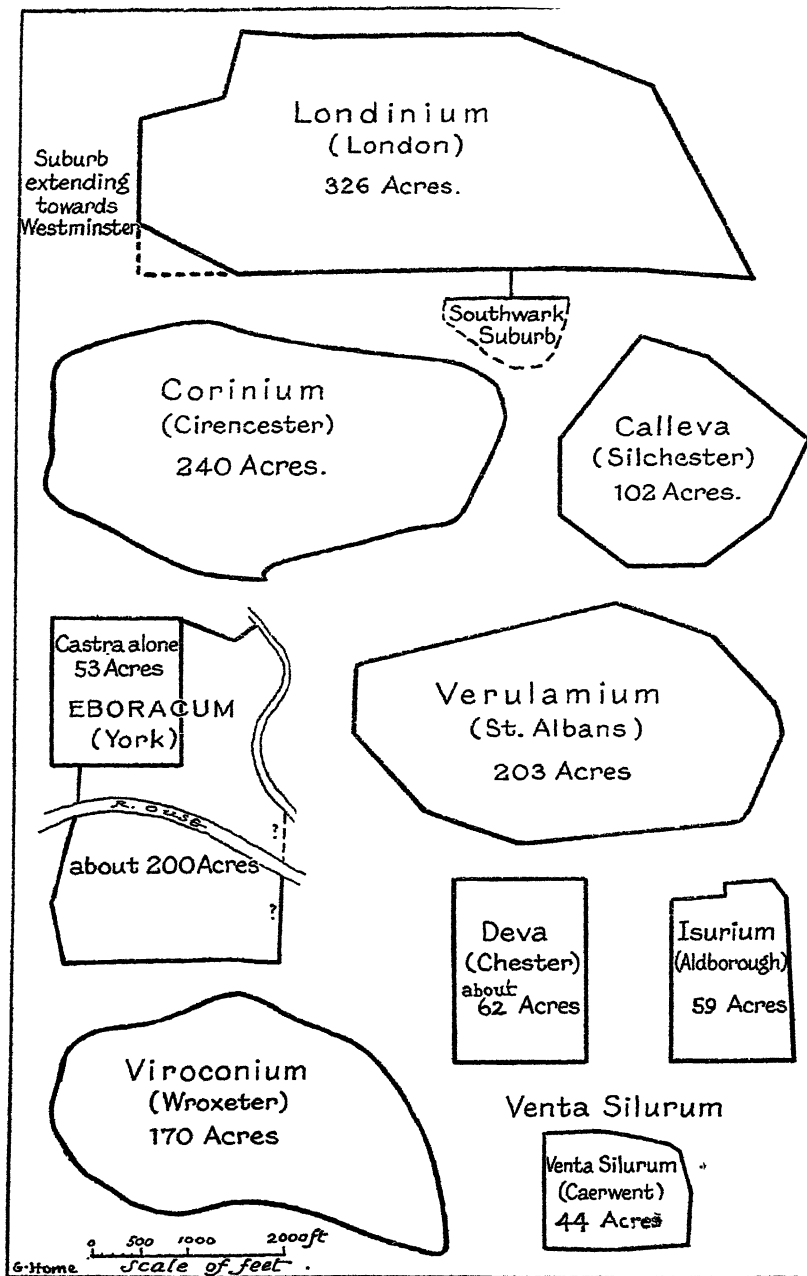 Londinium
(London)
326 Acres.
Suburb
extending
towards
Westminster
Southwark
Suburb
Corinium
(Cirencester)
240 Acres.
Calleva
(Silchester)
102 Acres.
Castra alone
53 Acres
EBORACUM
(York)
R. OUSE
about 200 Acres
?
?
Verulamium
(St. Albans)
203 Acres
Deva
(Chester)
about
62 Acres
Isurium
(Aldborough)
59 Acres
Viroconium
(Wroxeter)
170 Acres
Venta Silurum
Venta Silurum
(Caerwent)
44 Acres
0 500 1000 2000 ft
scale of feet.
G. Home